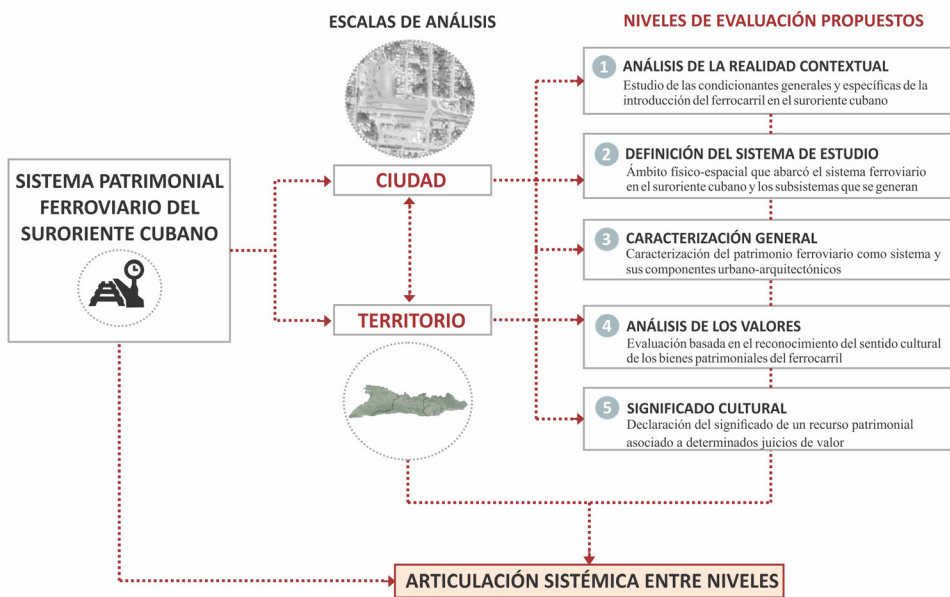 ESCALAS DE ANÁLISIS
NIVELES DE EVALUACIÓN PROPUESTOS
SISTEMA PATRIMONIAL
FERROVIARIO DEL
SURORIENTE CUBANO
CIUDAD
TERRITORIO
1 ANÁLISIS DE LA REALIDAD CONTEXTUAL
Estudio de las condicionantes generales y específicas de la
introducción del ferrocarril en el suroriente cubano
2 DEFINICIÓN DEL SISTEMA DE ESTUDIO
Ámbito físico-espacial que abarcó el sistema ferroviario
en el suroriente cubano y los subsistemas que se generan
3 CARACTERIZACIÓN GENERAL
Caracterización del patrimonio ferroviario como sistema y
sus componentes urbano-arquitectónicos
4 ANÁLISIS DE LOS VALORES
Evaluación basada en el reconocimiento del sentido cultural
de los bienes patrimoniales del ferrocarril
5 SIGNIFICADO CULTURAL
Declaración del significado de un recurso patrimonial
asociado a determinados juicios de valor
ARTICULACIÓN SISTÉMICA ENTRE NIVELES